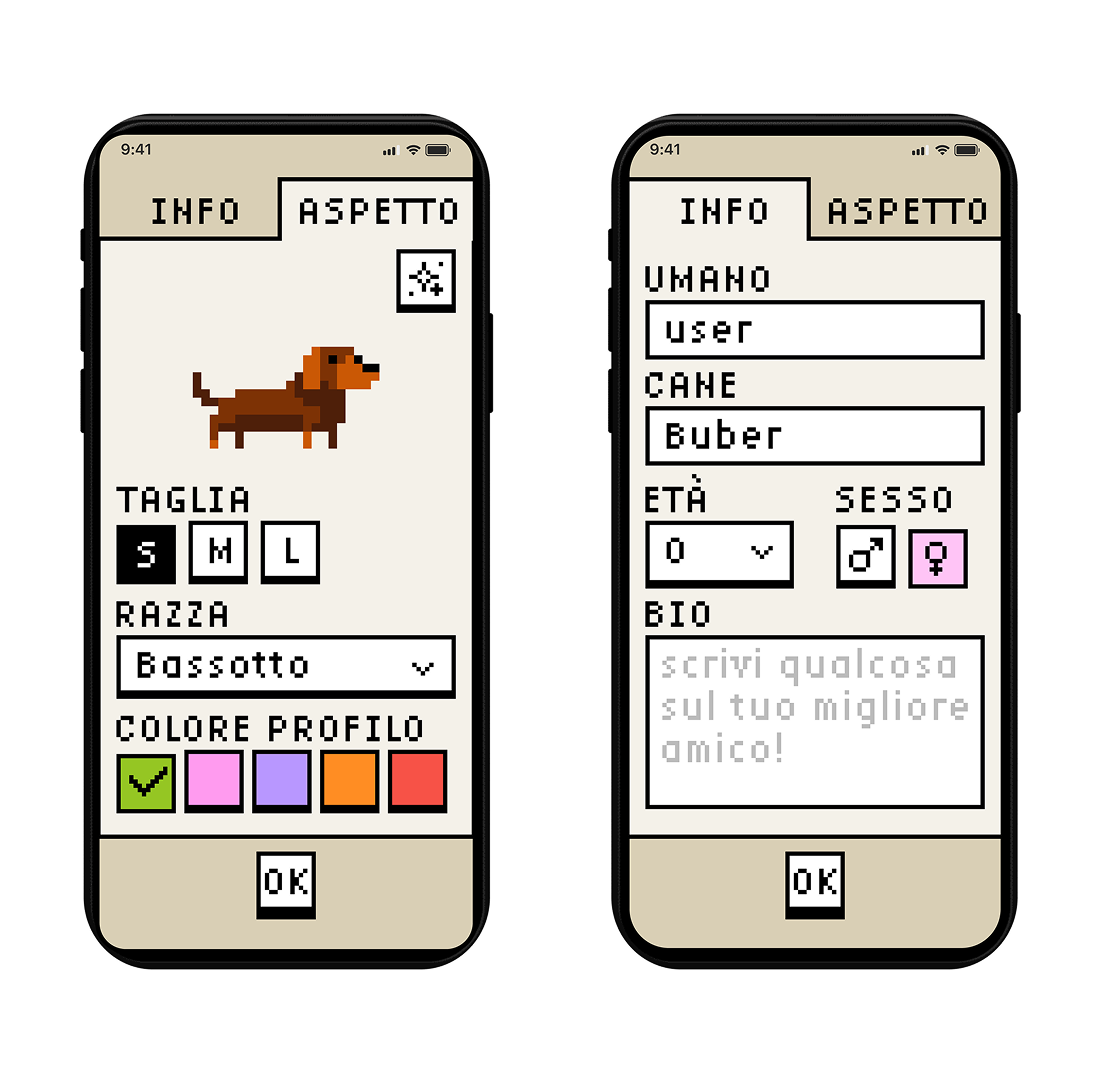 9:41
INFO ASPETTO
TAGLIA
S M L
RAZZA
Bassotto
COLORE PROFILO
OK
9:41
INFO ASPETTO
UMANO
user
CANE
Buber
ETÀ SESSO
0
BIO
scrivi qualcosa
sul tuo migliore
amico!
OK